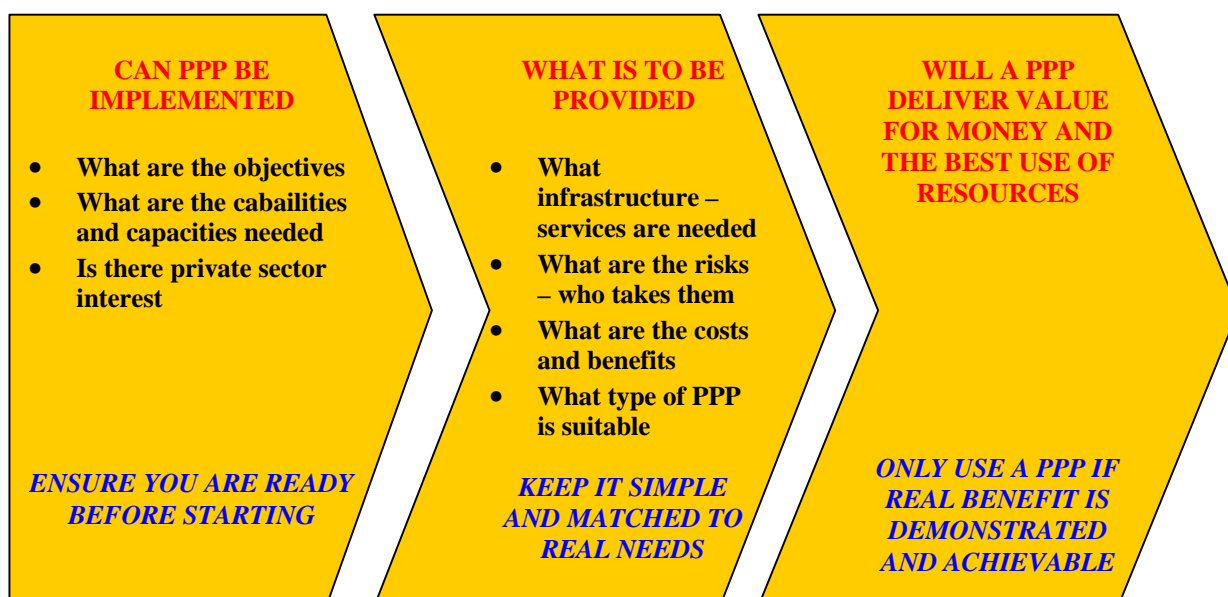 CAN PPP BE
IMPLEMENTED
• What are the objectives
• What are the cabailities
and capacities needed
• Is there private sector
interest
ENSURE YOU ARE READY
BEFORE STARTING
WHAT IS TO BE
PROVIDED
• What
infrastructure –
services are needed
• What are the risks
– who takes them
• What are the costs
and benefits
• What type of PPP
is suitable
KEEP IT SIMPLE
AND MATCHED TO
REAL NEEDS
WILL A PPP
DELIVER VALUE
FOR MONEY AND
THE BEST USE OF
RESOURCES
ONLY USE A PPP IF
REAL BENEFIT IS
DEMONSTRATED
AND ACHIEVABLE